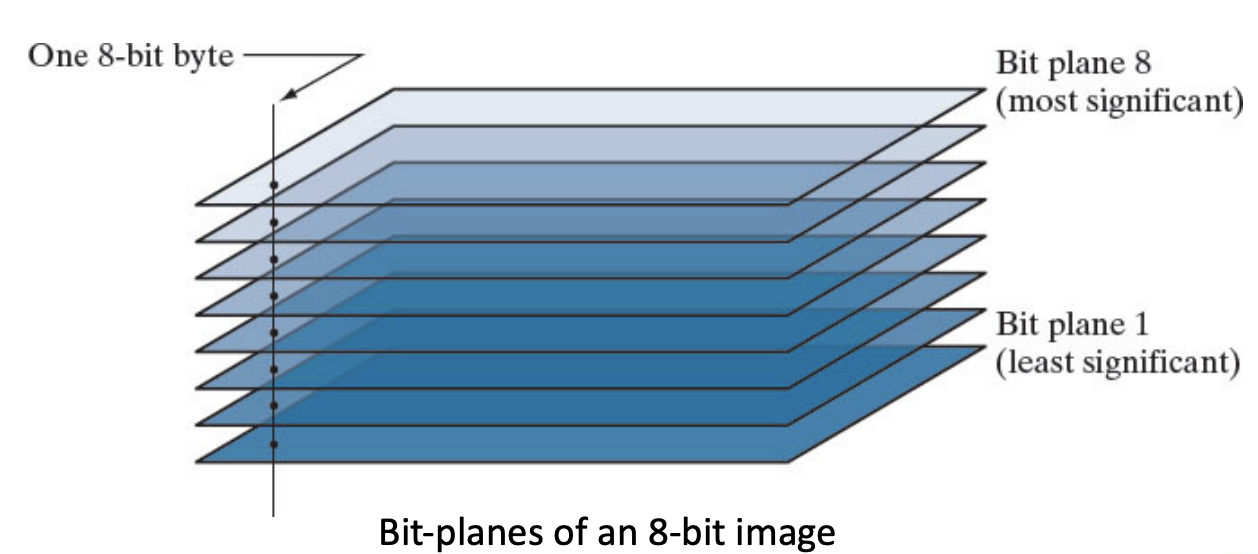 One 8-bit byte
Bit plane 8
(most significant)
Bit plane 1
(least significant)
Bit-planes of an 8-bit image